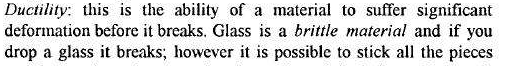 Ductility: this is the ability of a material to suffer significant
deformation before it breaks. Glass is a brittle material and if you
drop a glass it breaks; however it is possible to stick all the pieces